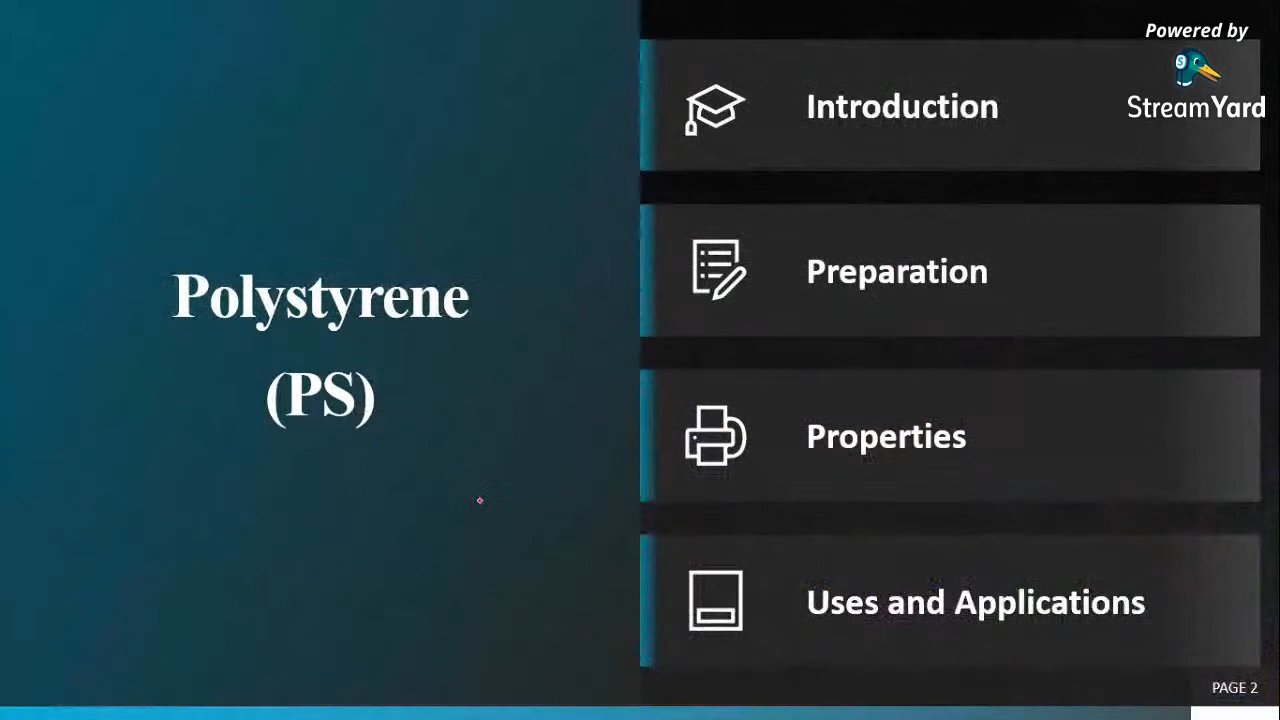 Powered by
StreamYard
Polystyrene
(PS)
Introduction
Preparation
Properties
Uses and Applications
PAGE 2